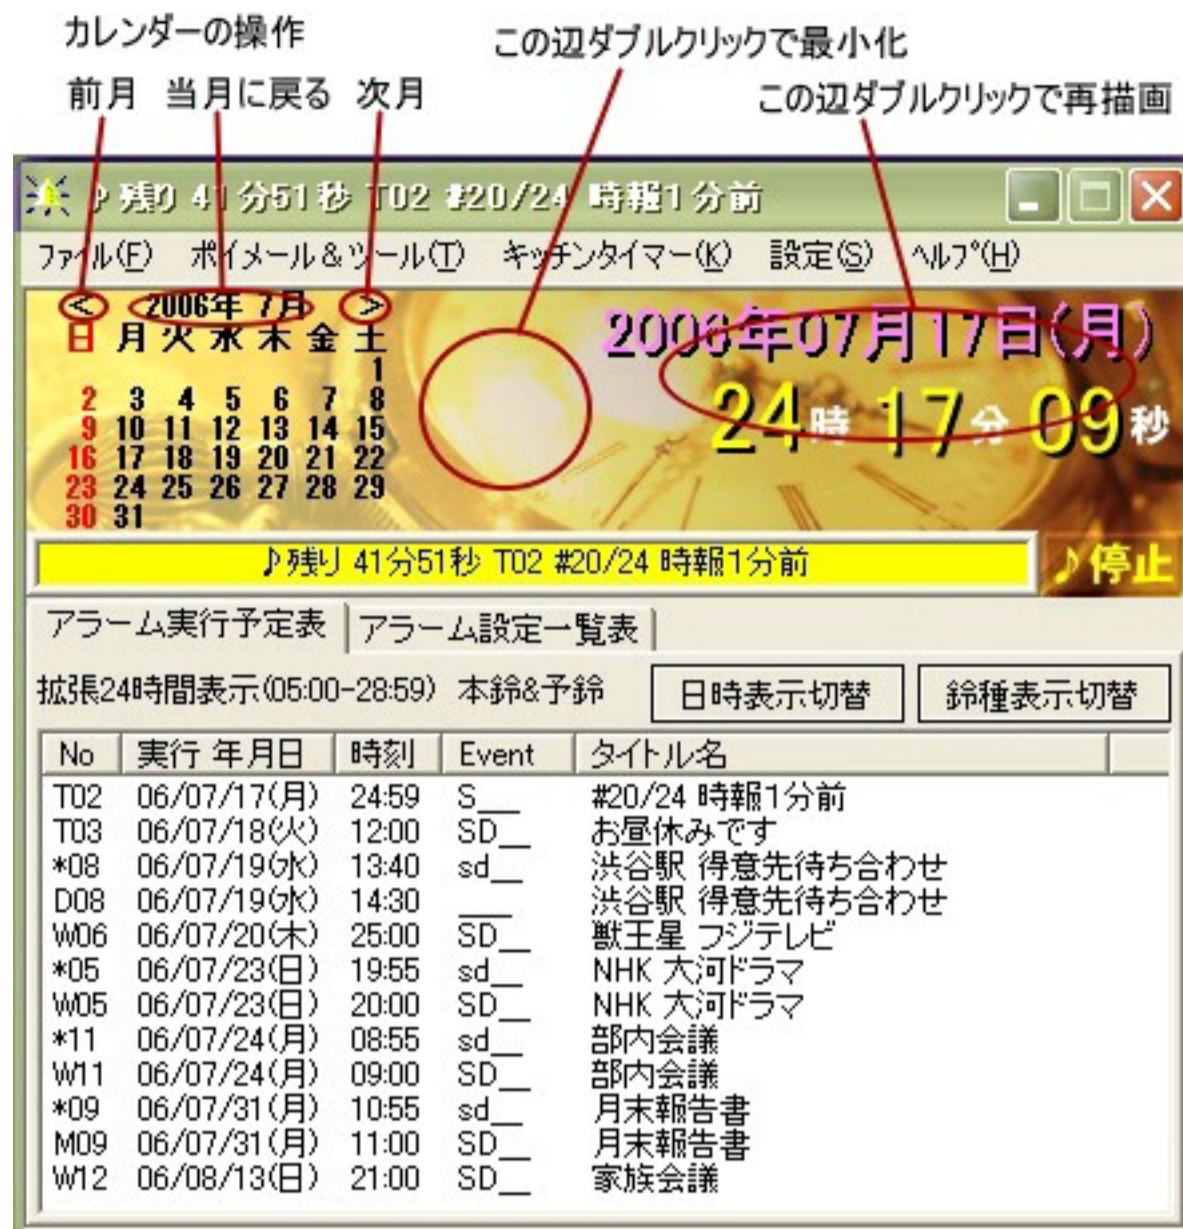 カレンダーの操作
この辺ダブルクリックで最小化
前月 当月に戻る 次月
この辺ダブルクリックで再描画
♪残り 41分51秒 T02 #20/24 時報1分前
ファイル(F) ポイメール＆ツール(T) キッチンタイマー(K) 設定(S) ヘルプ(H)
< 2006年 7月 >
日 月 火 水 木 金 土
1
2 3 4 5 6 7 8
9 10 11 12 13 14 15
16 17 18 19 20 21 22
23 24 25 26 27 28 29
30 31
2006年07月17日(月)
24時 17分 09秒
♪残り 41分51秒 T02 #20/24 時報1分前
♪停止
アラーム実行予定表 アラーム設定一覧表
拡張24時間表示(05:00-28:59) 本鈴&予鈴 日時表示切替 鈴種表示切替
No 実行 年月日 時刻 Event タイトル名
T02 06/07/17(月) 24:59 S___ #20/24 時報1分前
T03 06/07/18(火) 12:00 SD__ お昼休みです
*08 06/07/19(水) 13:40 sd__ 渋谷駅 得意先待ち合わせ
D08 06/07/19(水) 14:30 ____ 渋谷駅 得意先待ち合わせ
W06 06/07/20(木) 25:00 SD__ 獣王星 フジテレビ
*05 06/07/23(日) 19:55 sd__ NHK 大河ドラマ
W05 06/07/23(日) 20:00 SD__ NHK 大河ドラマ
*11 06/07/24(月) 08:55 sd__ 部内会議
W11 06/07/24(月) 09:00 SD__ 部内会議
*09 06/07/31(月) 10:55 sd__ 月末報告書
M09 06/07/31(月) 11:00 SD__ 月末報告書
W12 06/08/13(日) 21:00 SD__ 家族会議